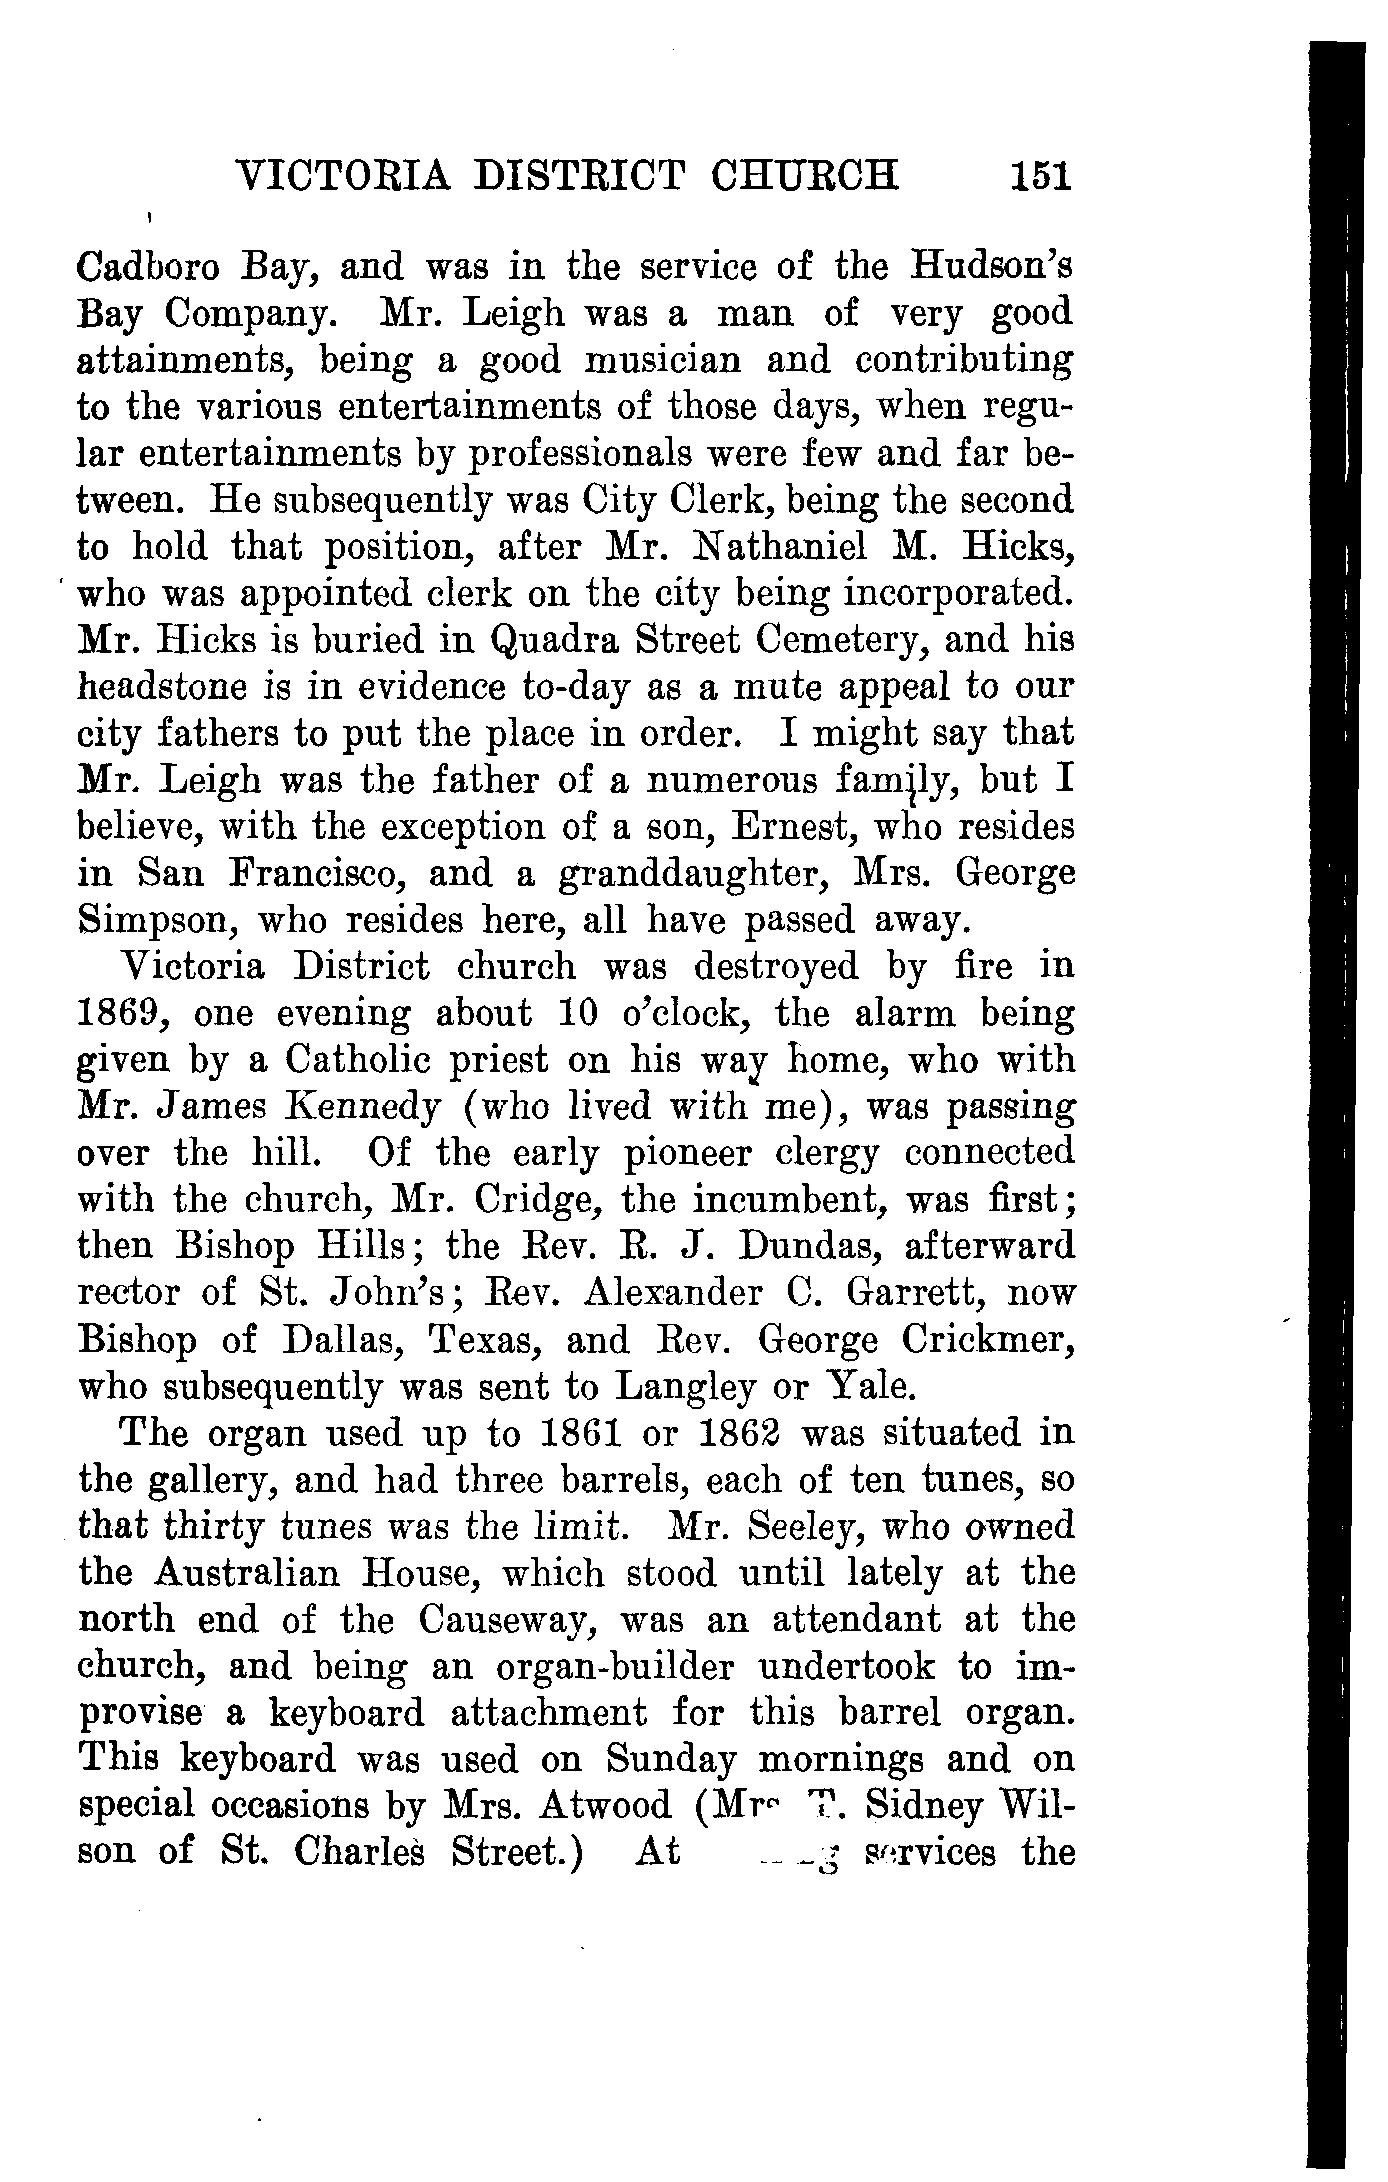 VICTORIA DISTRICT CHURCH 151
Cadboro Bay, and was in the service of the Hudson's
Bay Company. Mr. Leigh was a man of very good
attainments, being a good musician and contributing
to the various entertainments of those days, when regu-
lar entertainments by professionals were few and far be-
tween. He subsequently was City Clerk, being the second
to hold that position, after Mr. Nathaniel M. Hicks,
who was appointed clerk on the city being incorporated.
Mr. Hicks is buried in Quadra Street Cemetery, and his
headstone is in evidence to-day as a mute appeal to our
city fathers to put the place in order. I might say that
Mr. Leigh was the father of a numerous family, but I
believe, with the exception of a son, Ernest, who resides
in San Francisco, and a granddaughter, Mrs. George
Simpson, who resides here, all have passed away.
Victoria District church was destroyed by fire in
1869, one evening about 10 o'clock, the alarm being
given by a Catholic priest on his way home, who with
Mr. James Kennedy (who lived with me), was passing
over the hill. Of the early pioneer clergy connected
with the church, Mr. Cridge, the incumbent, was first;
then Bishop Hills; the Rev. R. J. Dundas, afterward
rector of St. John's; Rev. Alexander C. Garrett, now
Bishop of Dallas, Texas, and Rev. George Crickmer,
who subsequently was sent to Langley or Yale.
The organ used up to 1861 or 1862 was situated in
the gallery, and had three barrels, each of ten tunes, so
that thirty tunes was the limit. Mr. Seeley, who owned
the Australian House, which stood until lately at the
north end of the Causeway, was an attendant at the
church, and being an organ-builder undertook to im-
provise a keyboard attachment for this barrel organ.
This keyboard was used on Sunday mornings and on
special occasions by Mrs. Atwood (Mrs T. Sidney Wil-
son of St. Charles Street.) At services the